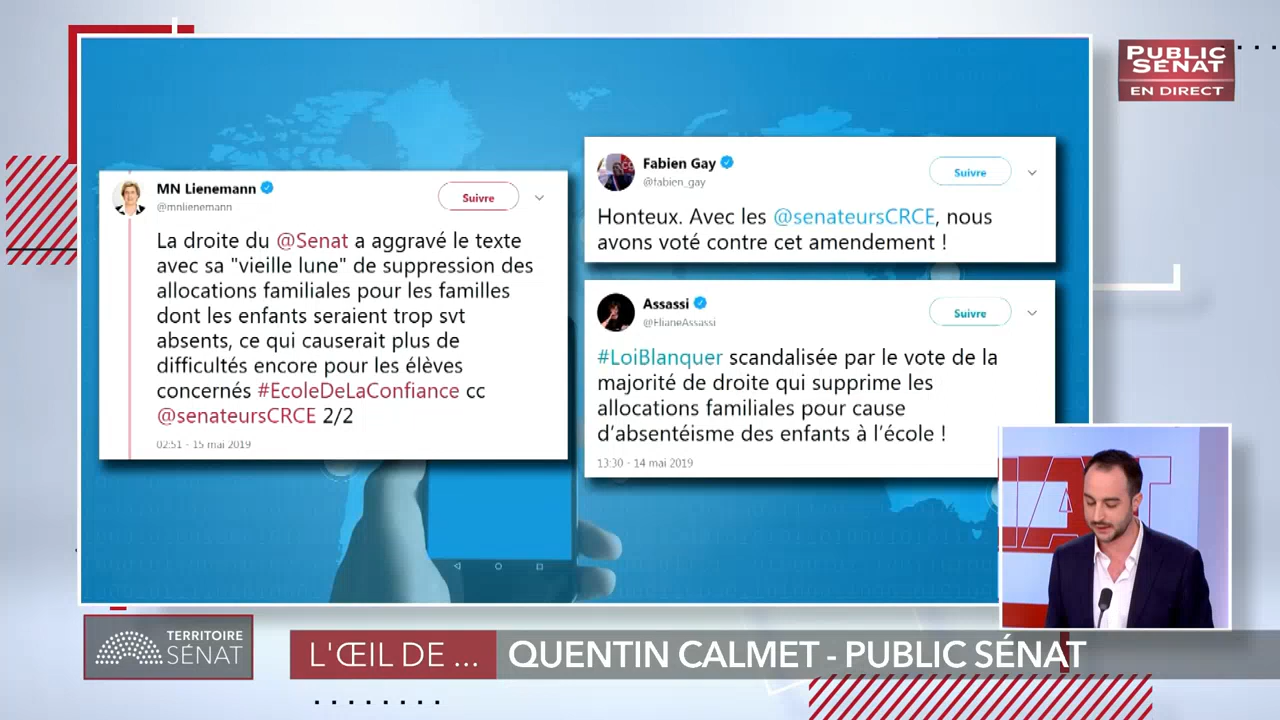 PUBLIC
SÉNAT
EN DIRECT
MN Lienemann
@mnlienemann
Suivre
La droite du @Senat a aggravé le texte
avec sa "vieille lune" de suppression des
allocations familiales pour les familles
dont les enfants seraient trop svt
absents, ce qui causerait plus de
difficultés encore pour les élèves
concernés #EcoleDeLaConfiance cc
@senateursCRCE 2/2
02:51 - 15 mai 2019
Fabien Gay
@fabien_gay
Suivre
Honteux. Avec les @senateursCRCE, nous
avons voté contre cet amendement !
Assassi
@ElianeAssassi
Suivre
#LoiBlanquer scandalisée par le vote de la
majorité de droite qui supprime les
allocations familiales pour cause
d’absentéisme des enfants à l’école !
13:30 - 14 mai 2019
TERRITOIRE
SÉNAT
L'ŒIL DE ...
QUENTIN CALMET - PUBLIC SÉNAT